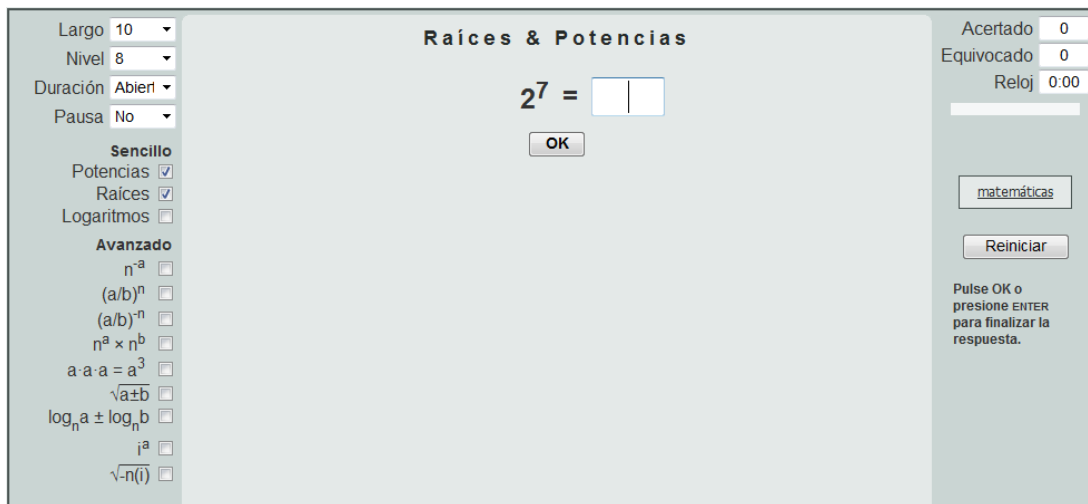 Largo 10
Nivel 8
Duración Abiert
Pausa No
Sencillo
Potencias
Raíces
Logaritmos
Avanzado
n⁻ᵃ
(a/b)ⁿ
(a/b)⁻ⁿ
nᵃ × nᵇ
a·a·a = a³
√a±b
logₙa ± logₙb
iᵃ
√-n(i)
Raíces & Potencias
2⁷ =
OK
Acertado 0
Equivocado 0
Reloj 0:00
matemáticas
Reiniciar
Pulse OK o
presione ENTER
para finalizar la
respuesta.